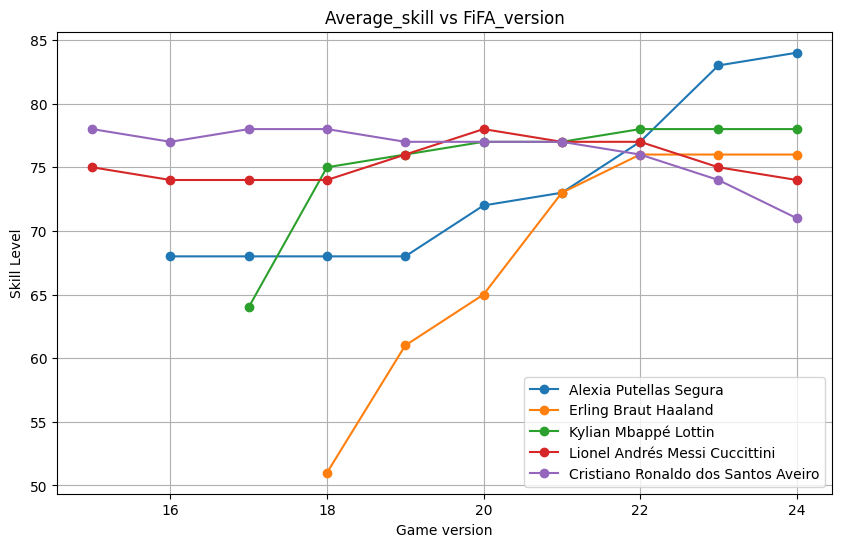 Average_skill vs FiFA_version
85
80
75
70
65
60
55
50
Skill Level
16
18
20
22
24
Game version
Alexia Putellas Segura
Erling Braut Haaland
Kylian Mbappé Lottin
Lionel Andrés Messi Cuccittini
Cristiano Ronaldo dos Santos Aveiro